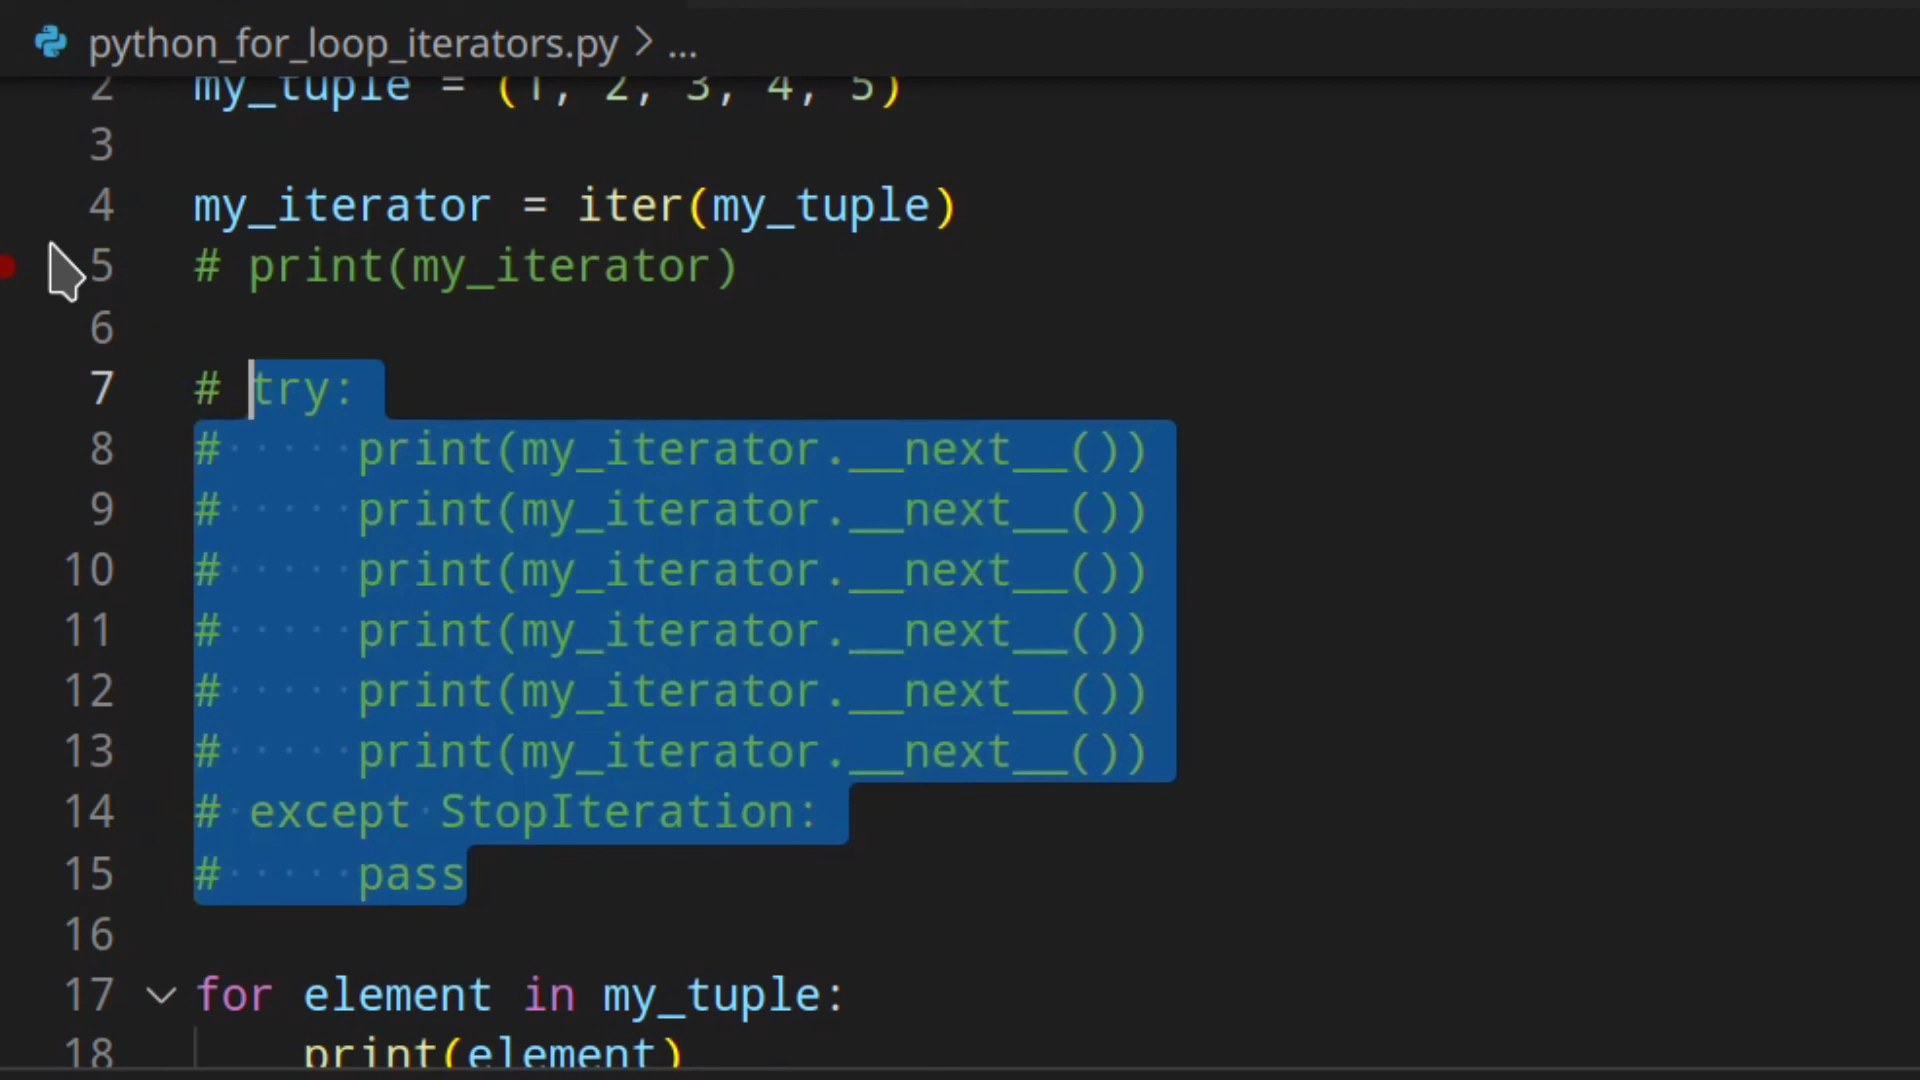 python_for_loop_iterators.py > ...
2 my_tuple = (1, 2, 3, 4, 5)
3
4 my_iterator = iter(my_tuple)
5 # print(my_iterator)
6
7 # try:
8 #     print(my_iterator.__next__())
9 #     print(my_iterator.__next__())
10 #     print(my_iterator.__next__())
11 #     print(my_iterator.__next__())
12 #     print(my_iterator.__next__())
13 #     print(my_iterator.__next__())
14 # except StopIteration:
15 #     pass
16
17 for element in my_tuple:
18     print(element)